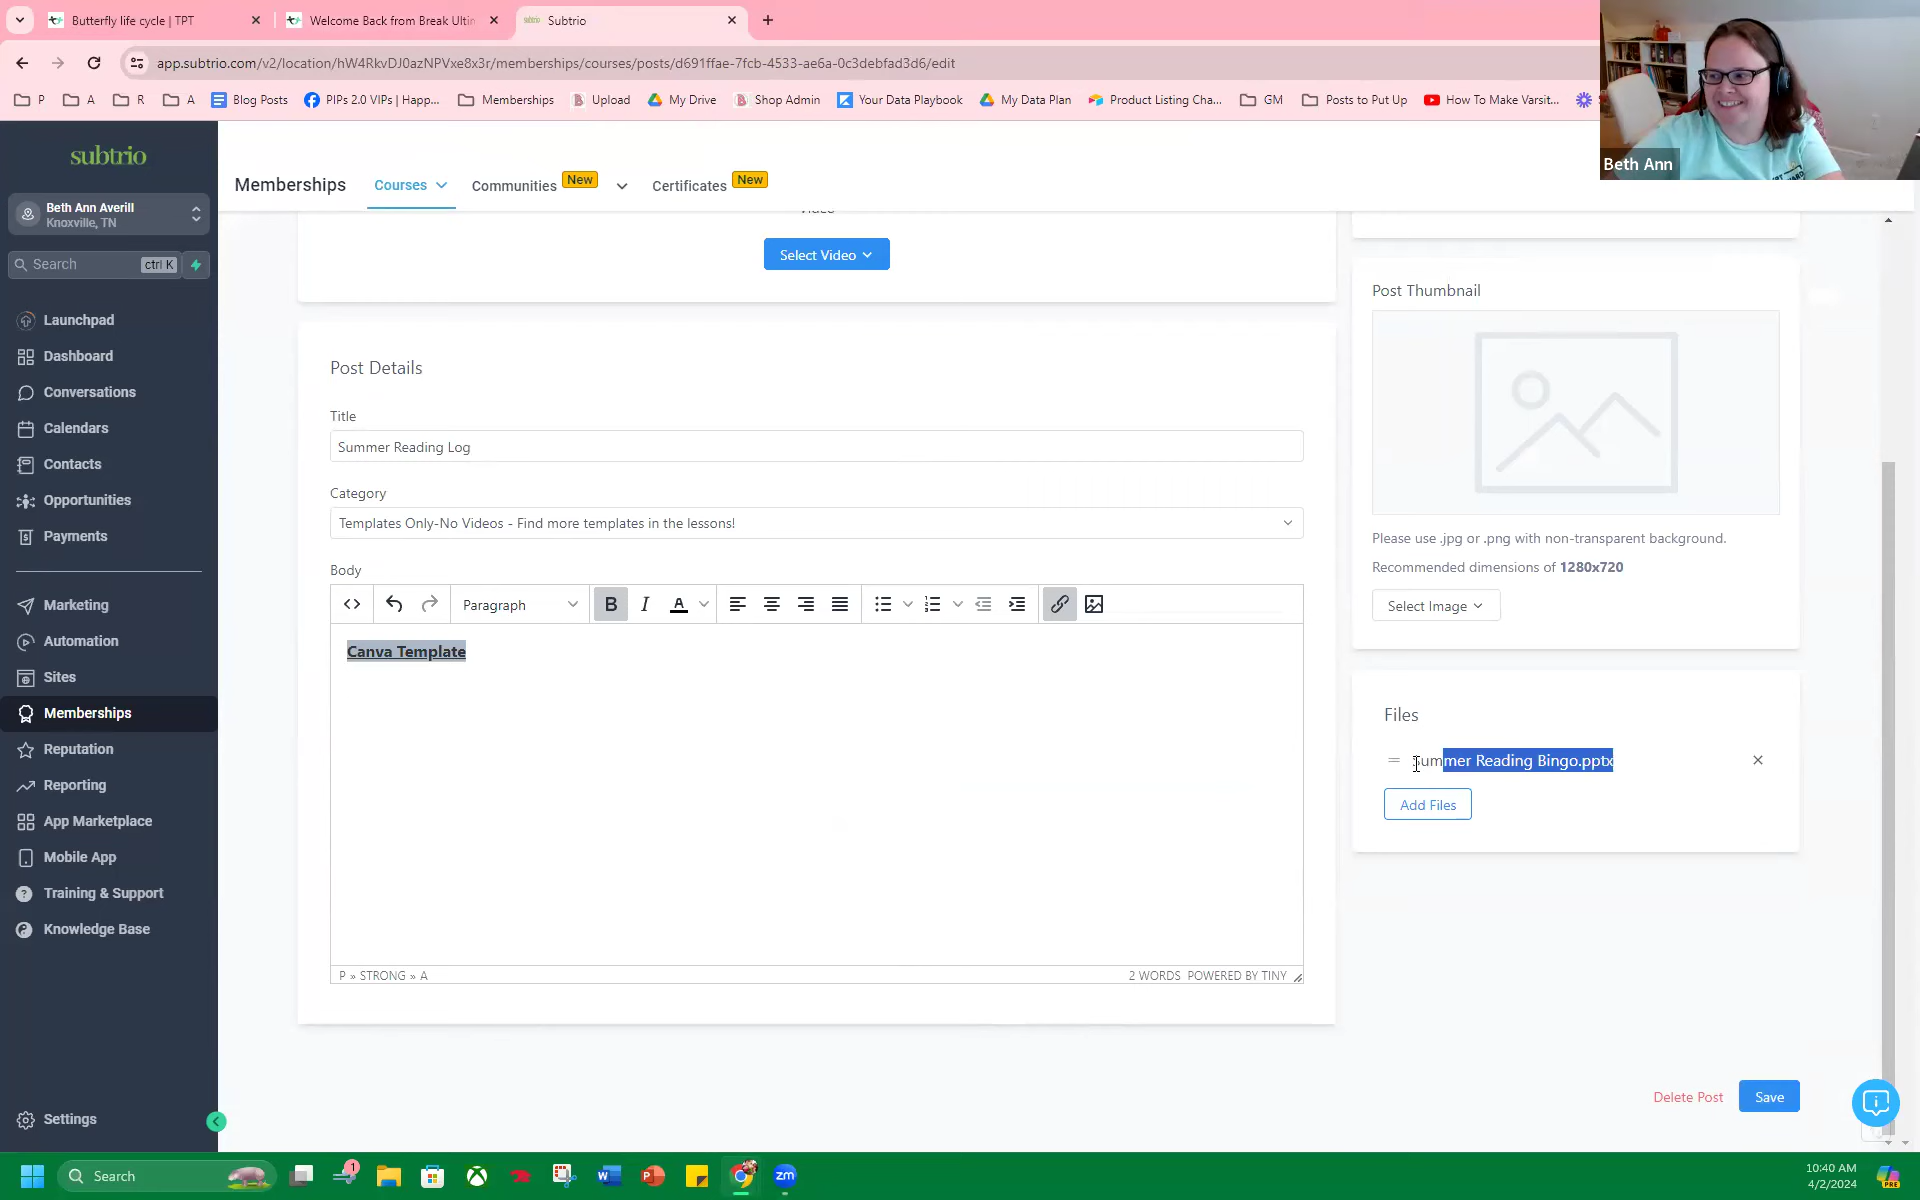 Butterfly life cycle | TPT
Welcome Back from Break Ultim
Subtrio
app.subtrio.com/v2/location/hW4RkvDJ0azNPVxe8x3r/memberships/courses/posts/d691ffae-7fcb-4533-ae6a-0c3debfad3d6/edit
P
A
R
A
Blog Posts
PIPs 2.0 VIPs | Happ...
Memberships
Upload
My Drive
Shop Admin
Your Data Playbook
My Data Plan
Product Listing Cha...
GM
Posts to Put Up
How To Make Varsit...
Beth Ann
subtrio
Beth Ann Averill
Knoxville, TN
Search
ctrl K
Launchpad
Dashboard
Conversations
Calendars
Contacts
Opportunities
Payments
Marketing
Automation
Sites
Memberships
Reputation
Reporting
App Marketplace
Mobile App
Training & Support
Knowledge Base
Settings
Memberships
Courses
Communities
New
Certificates
New
Video
Select Video
Post Details
Title
Summer Reading Log
Category
Templates Only-No Videos - Find more templates in the lessons!
Body
Paragraph
B
I
A
Canva Template
P » STRONG » A
2 WORDS POWERED BY TINY
Post Thumbnail
Please use .jpg or .png with non-transparent background.
Recommended dimensions of 1280x720
Select Image
Files
Summer Reading Bingo.pptx
Add Files
Delete Post
Save
Search
1
zm
10:40 AM
4/2/2024